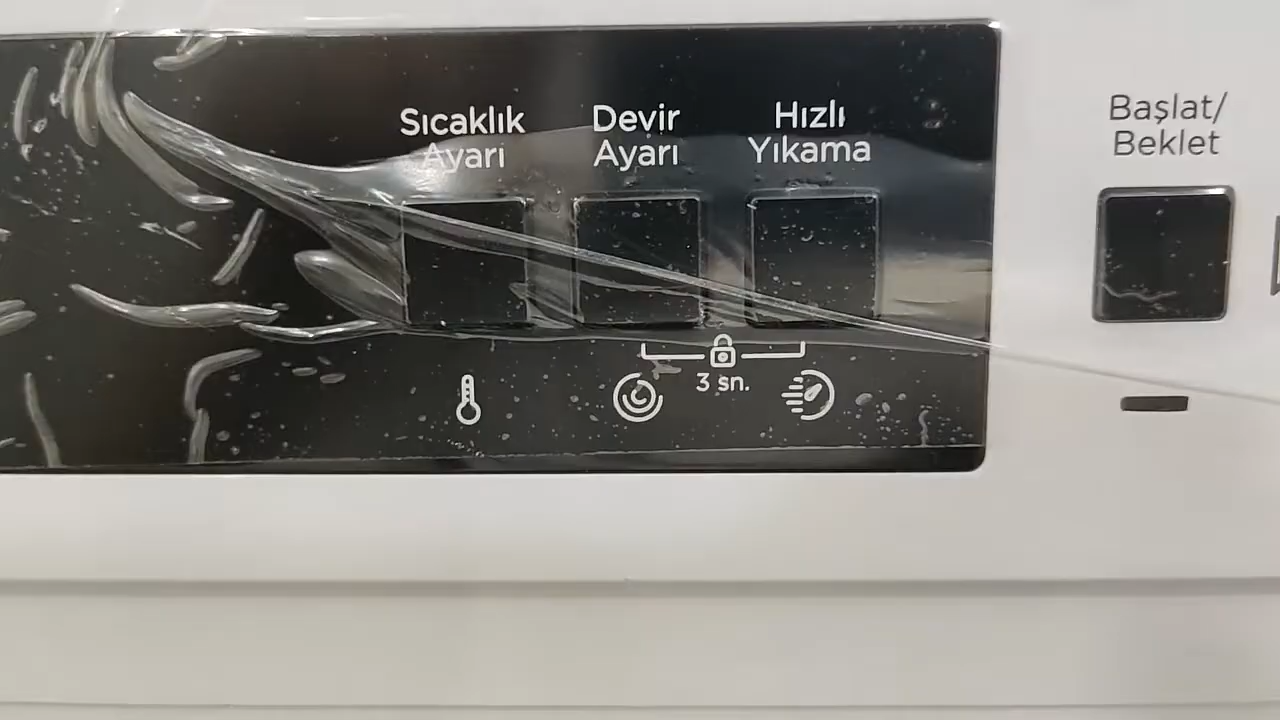 Sıcaklık
Ayarı
Devir
Ayarı
Hızlı
Yıkama
Başlat/
Beklet
3 sn.